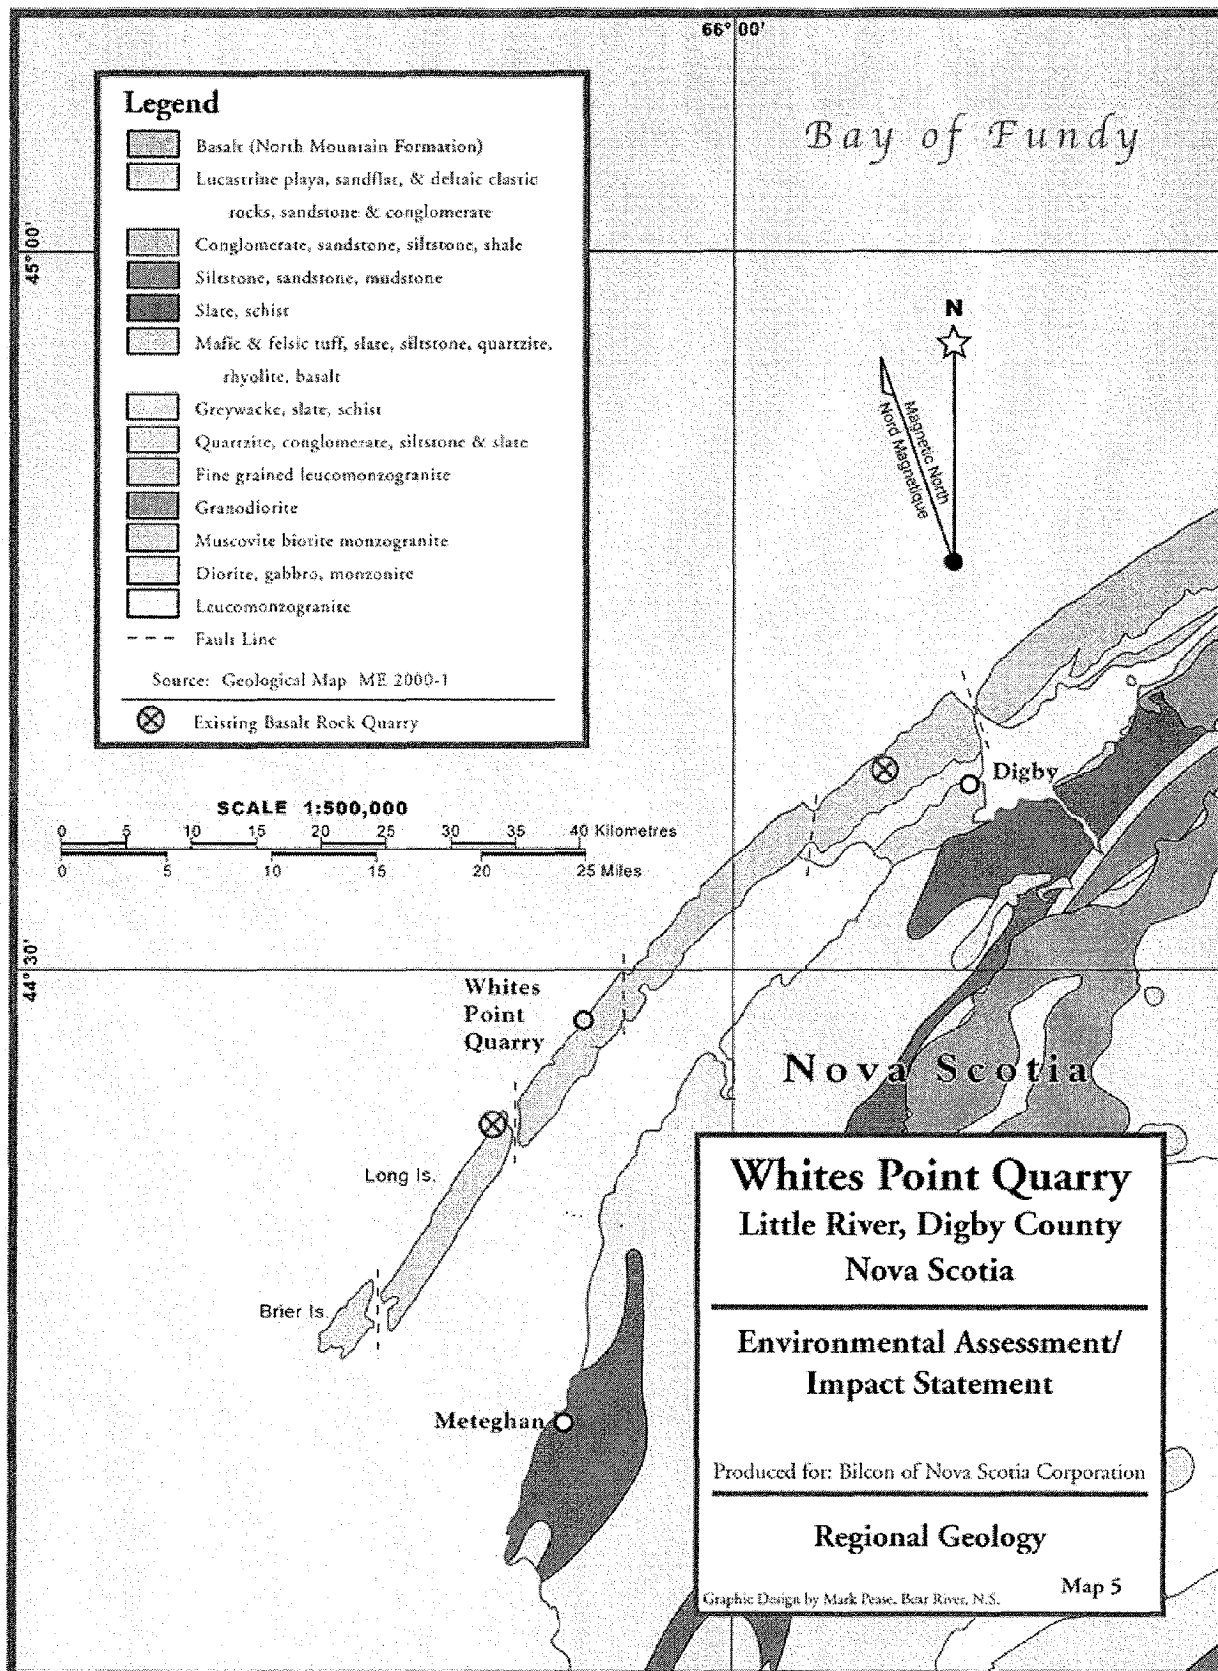 66° 00'
Legend
Basalt (North Mountain Formation)
Lucastrine playa, sandflat, & deltaic clastic
rocks, sandstone & conglomerate
Conglomerate, sandstone, siltstone, shale
Siltstone, sandstone, mudstone
Slate, schist
Mafic & felsic tuff, slate, siltstone, quartzite,
rhyolite, basalt
Greywacke, slate, schist
Quartzite, conglomerate, siltstone & slate
Fine grained leucomonzogranite
Granodiorite
Muscovite biotite monzogranite
Diorite, gabbro, monzonite
Leucomonzogranite
Fault Line
Source: Geological Map ME 2000-1
Existing Basalt Rock Quarry
Bay of Fundy
45° 00'
N
Magnetic North
Nord Magnetique
SCALE 1:500,000
0 5 10 15 20 25 30 35 40 Kilometres
0 5 10 15 20 25 Miles
Digby
44° 30'
Whites
Point
Quarry
Nova Scotia
Long Is.
Brier Is.
Meteghan
Whites Point Quarry
Little River, Digby County
Nova Scotia
Environmental Assessment/
Impact Statement
Produced for: Bilcon of Nova Scotia Corporation
Regional Geology
Map 5
Graphic Design by Mark Pease, Bear River, N.S.